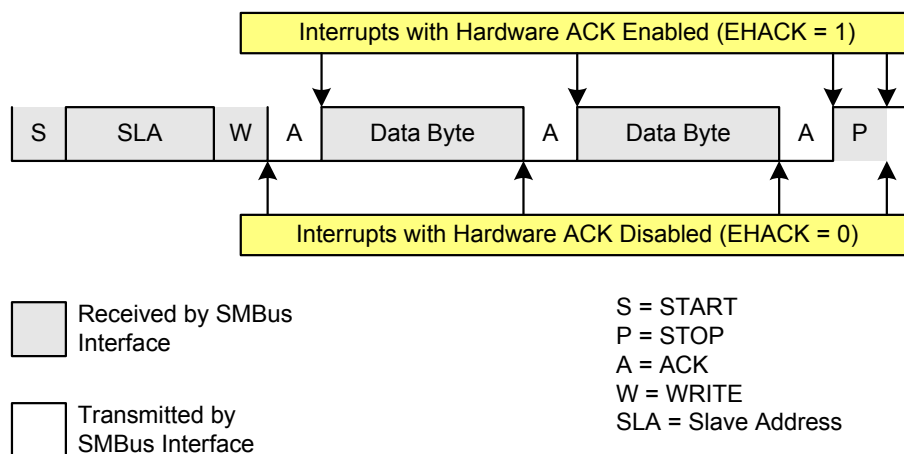 Interrupts with Hardware ACK Enabled (EHACK = 1)
S SLA W A Data Byte A Data Byte A P
Interrupts with Hardware ACK Disabled (EHACK = 0)
Received by SMBus
Interface
Transmitted by
SMBus Interface
S = START
P = STOP
A = ACK
W = WRITE
SLA = Slave Address